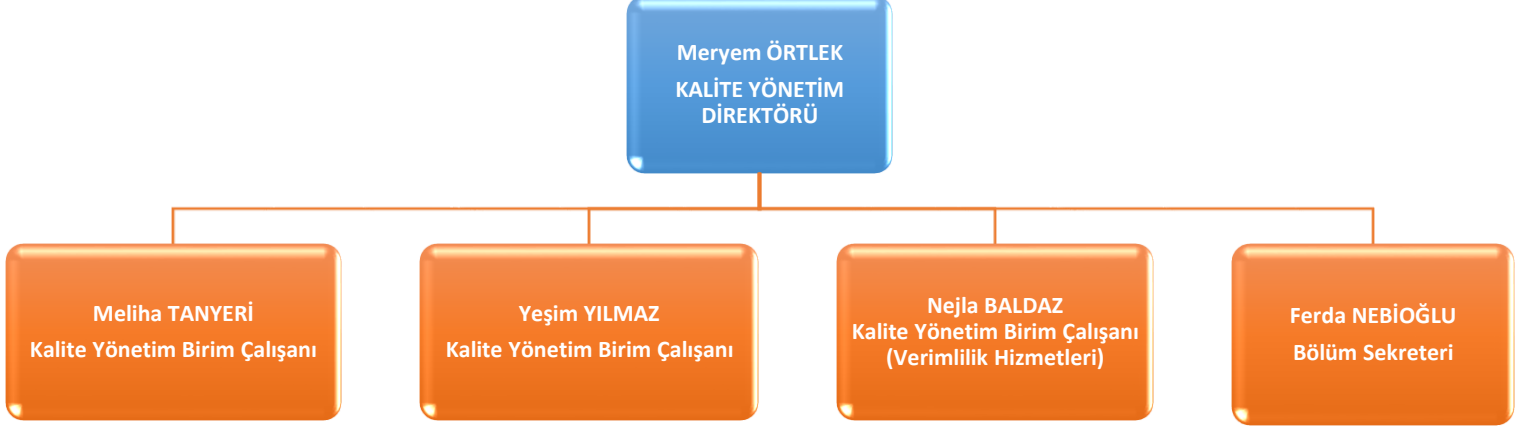 Meryem ÖRTLEK
KALİTE YÖNETİM
DİREKTÖRÜ
Meliha TANYERİ
Kalite Yönetim Birim Çalışanı
Yeşim YILMAZ
Kalite Yönetim Birim Çalışanı
Nejla BALDAZ
Kalite Yönetim Birim Çalışanı
(Verimlilik Hizmetleri)
Ferda NEBİOĞLU
Bölüm Sekreteri